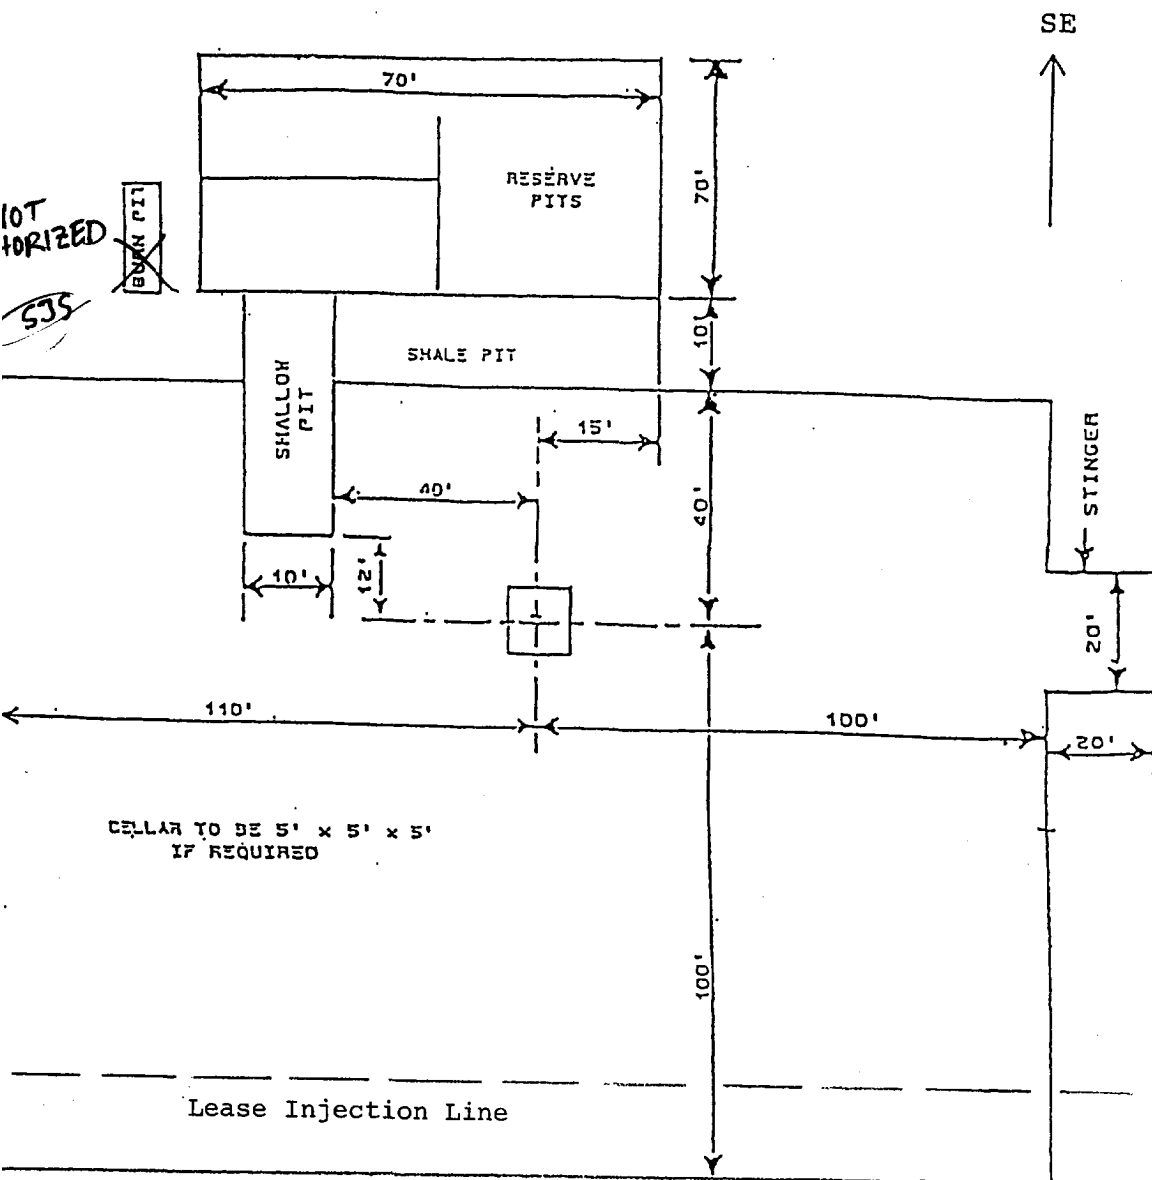 SE
70'
RESERVE
PITS
70'
BURN PIT
SJS
10'
SHALE PIT
SHALLOW
PIT
15'
40'
40'
STINGER
10'
12'
20'
110'
100'
20'
CELLAR TO BE 5' x 5' x 5'
IF REQUIRED
100'
Lease Injection Line